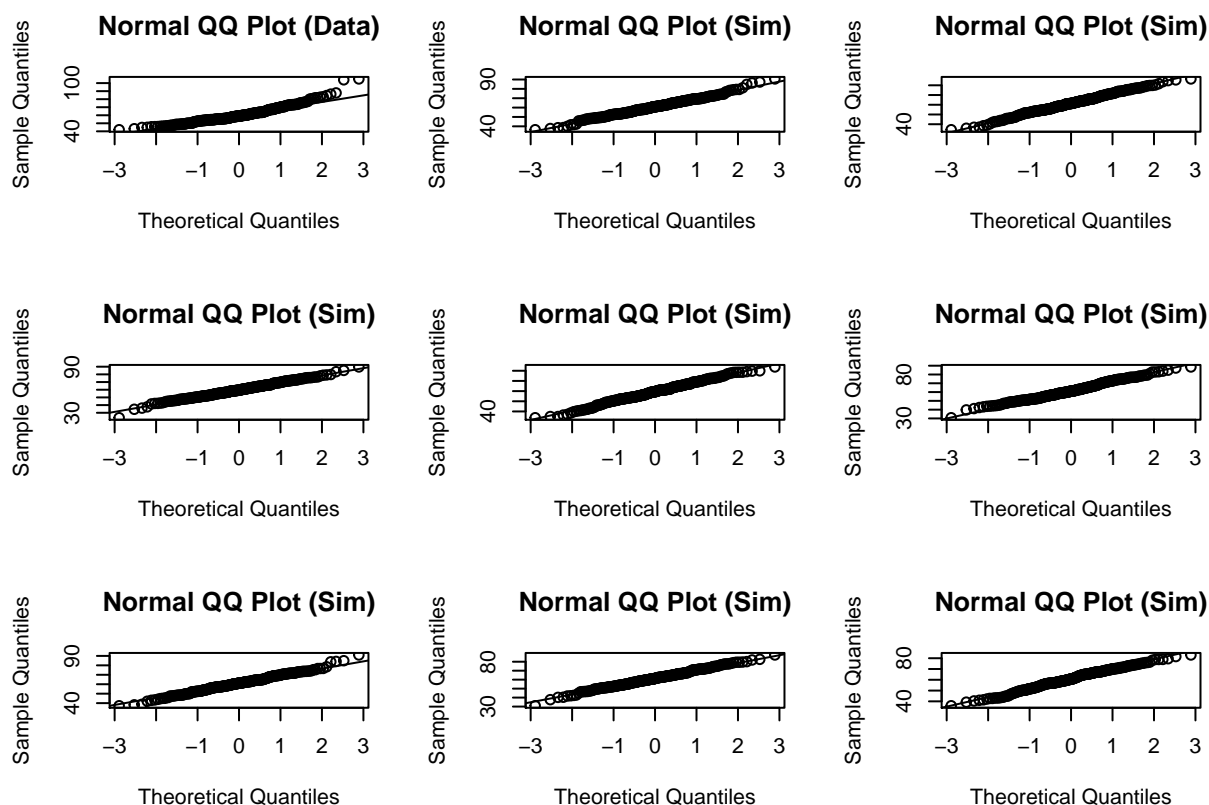 Normal QQ Plot (Data)
Sample Quantiles
40 100
−3 −1 0 1 2 3
Theoretical Quantiles
Normal QQ Plot (Sim)
Sample Quantiles
40 90
−3 −1 0 1 2 3
Theoretical Quantiles
Normal QQ Plot (Sim)
Sample Quantiles
40
−3 −1 0 1 2 3
Theoretical Quantiles
Normal QQ Plot (Sim)
Sample Quantiles
30 90
−3 −1 0 1 2 3
Theoretical Quantiles
Normal QQ Plot (Sim)
Sample Quantiles
40
−3 −1 0 1 2 3
Theoretical Quantiles
Normal QQ Plot (Sim)
Sample Quantiles
30 80
−3 −1 0 1 2 3
Theoretical Quantiles
Normal QQ Plot (Sim)
Sample Quantiles
40 90
−3 −1 0 1 2 3
Theoretical Quantiles
Normal QQ Plot (Sim)
Sample Quantiles
30 80
−3 −1 0 1 2 3
Theoretical Quantiles
Normal QQ Plot (Sim)
Sample Quantiles
40 80
−3 −1 0 1 2 3
Theoretical Quantiles